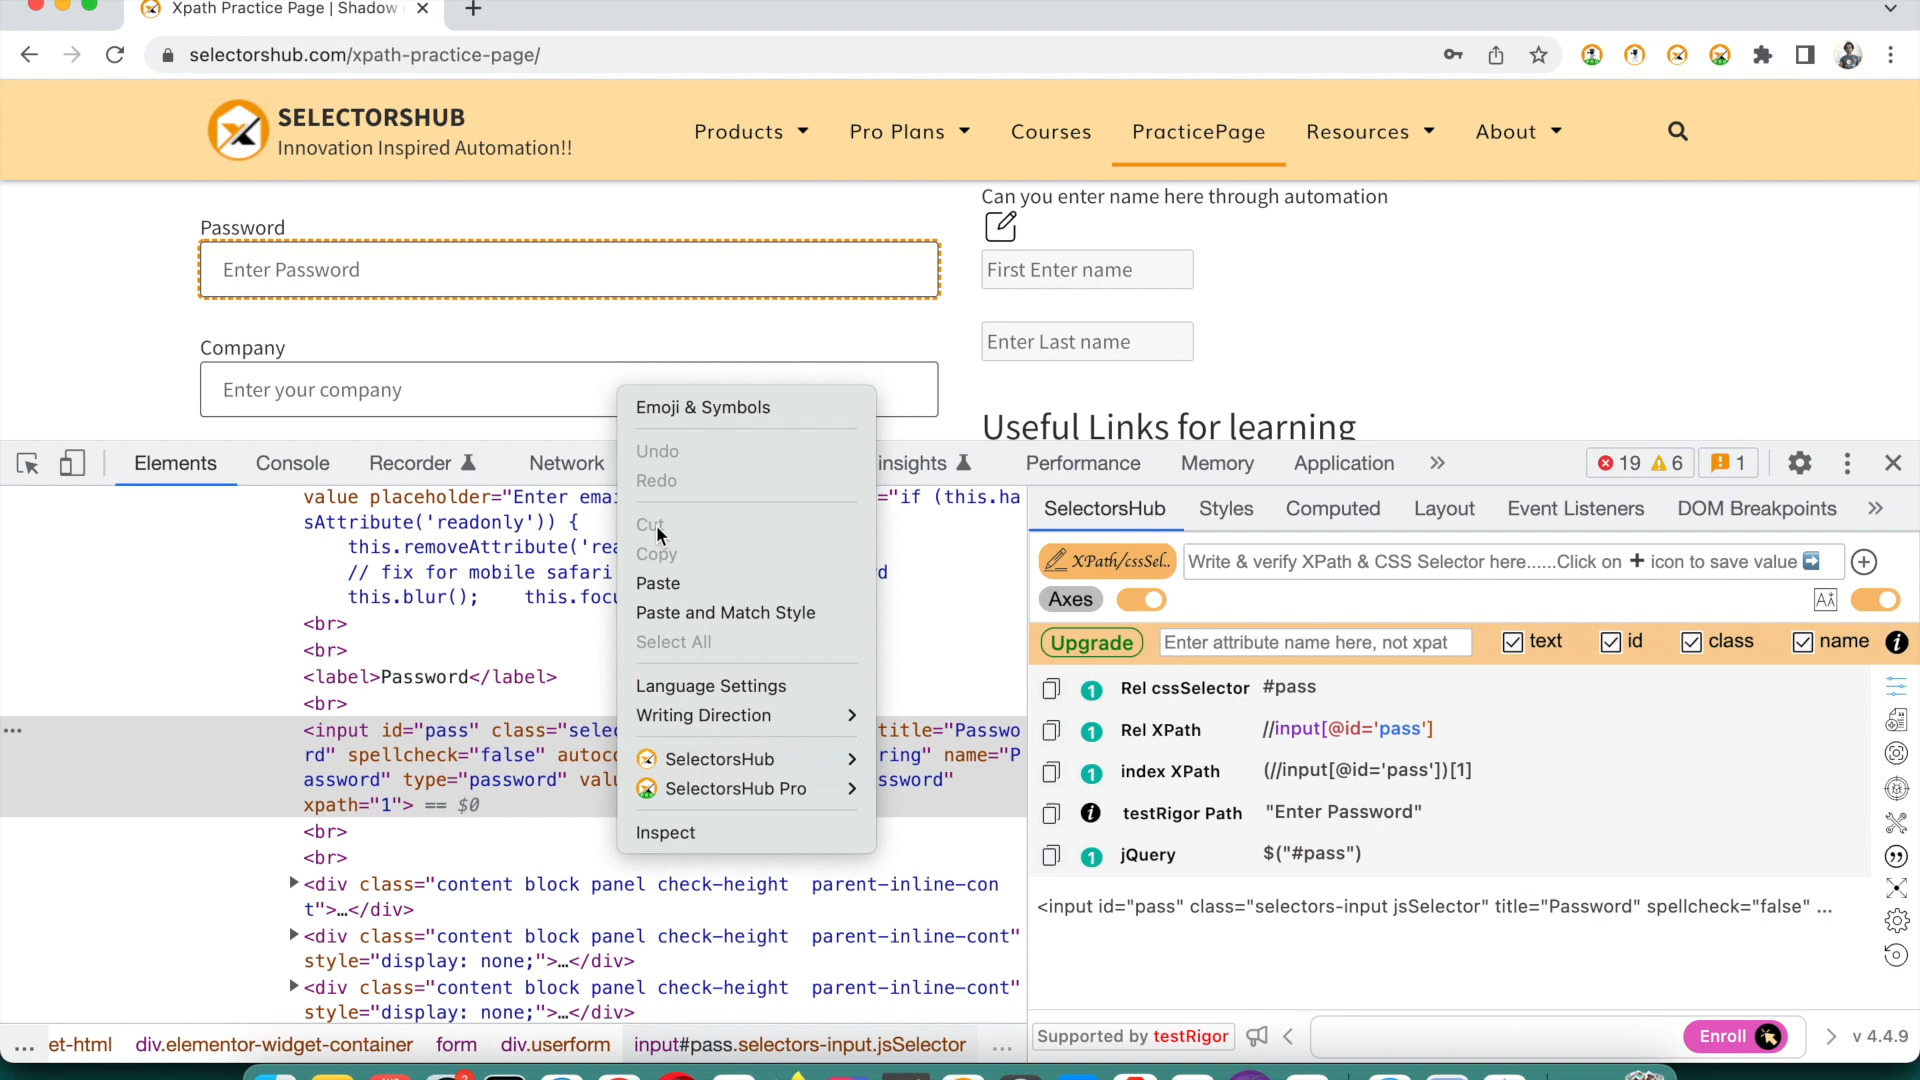 Xpath Practice Page | Shadow
selectorshub.com/xpath-practice-page/
SELECTORSHUB
Innovation Inspired Automation!!
Products
Pro Plans
Courses
PracticePage
Resources
About
Password
Enter Password
Company
Enter your company
Can you enter name here through automation
First Enter name
Enter Last name
Useful Links for learning
Emoji & Symbols
Undo
Redo
Cut
Copy
Paste
Paste and Match Style
Select All
Language Settings
Writing Direction
SelectorsHub
SelectorsHub Pro
Inspect
Elements
Console
Recorder
Network
insights
Performance
Memory
Application
19
6
1
value placeholder="Enter emai
="if (this.ha
sAttribute('readonly')) {
this.removeAttribute('rea
// fix for mobile safari
d
this.blur();    this.focu
<br>
<br>
<label>Password</label>
<br>
<input id="pass" class="selec
title="Passwo
rd" spellcheck="false" autoco
ring" name="P
assword" type="password" valu
ssword"
xpath="1"> == $0
<br>
<br>
<div class="content block panel check-height  parent-inline-con
t">…</div>
<div class="content block panel check-height  parent-inline-cont"
style="display: none;">…</div>
<div class="content block panel check-height  parent-inline-cont"
style="display: none;">…</div>
... et-html
div.elementor-widget-container
form
div.userform
input#pass.selectors-input.jsSelector
...
SelectorsHub
Styles
Computed
Layout
Event Listeners
DOM Breakpoints
XPath/cssSel..
Write & verify XPath & CSS Selector here......Click on + icon to save value
Axes
Upgrade
Enter attribute name here, not xpat
text
id
class
name
1 Rel cssSelector #pass
1 Rel XPath //input[@id='pass']
1 index XPath (//input[@id='pass'])[1]
testRigor Path "Enter Password"
1 jQuery $("#pass")
<input id="pass" class="selectors-input jsSelector" title="Password" spellcheck="false" ...
Supported by testRigor
Enroll
v 4.4.9